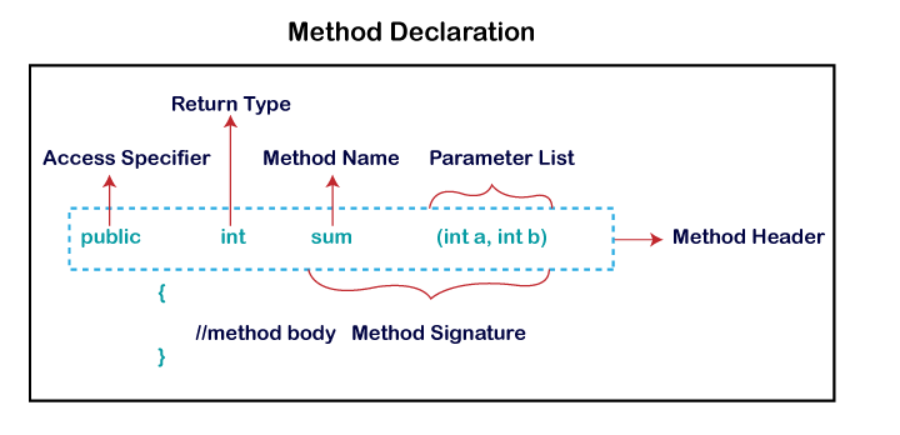 Method Declaration
Return Type
Access Specifier Method Name Parameter List
public int sum (int a, int b) Method Header
{
//method body Method Signature
}